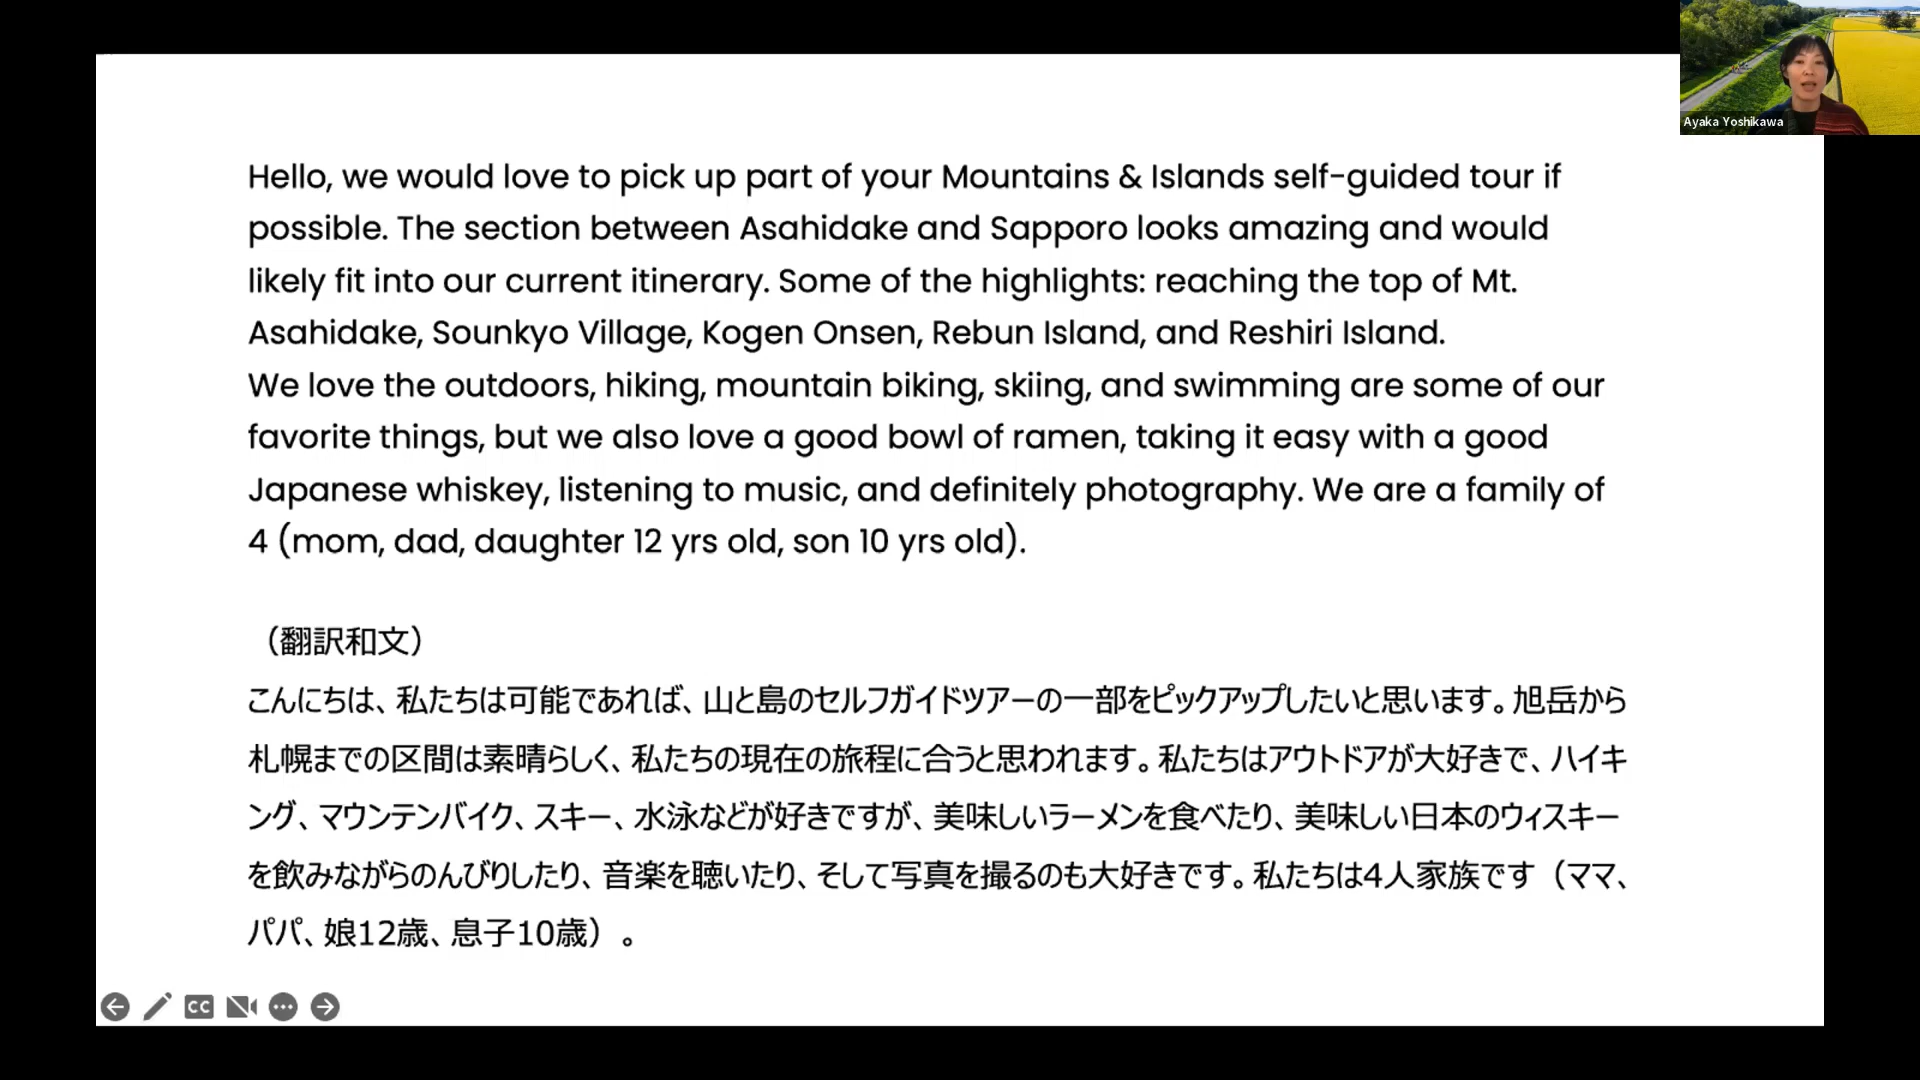 Ayaka Yoshikawa
Hello, we would love to pick up part of your Mountains & Islands self-guided tour if
possible. The section between Asahidake and Sapporo looks amazing and would
likely fit into our current itinerary. Some of the highlights: reaching the top of Mt.
Asahidake, Sounkyo Village, Kogen Onsen, Rebun Island, and Reshiri Island.
We love the outdoors, hiking, mountain biking, skiing, and swimming are some of our
favorite things, but we also love a good bowl of ramen, taking it easy with a good
Japanese whiskey, listening to music, and definitely photography. We are a family of
4 (mom, dad, daughter 12 yrs old, son 10 yrs old).
（翻訳和文）
こんにちは、私たちは可能であれば、山と島のセルフガイドツアーの一部をピックアップしたいと思います。旭岳から
札幌までの区間は素晴らしく、私たちの現在の旅程に合うと思われます。私たちはアウトドアが大好きで、ハイキ
ング、マウンテンバイク、スキー、水泳などが好きですが、美味しいラーメンを食べたり、美味しい日本のウィスキー
を飲みながらのんびりしたり、音楽を聴いたり、そして写真を撮るのも大好きです。私たちは4人家族です（ママ、
パパ、娘12歳、息子10歳）。
CC